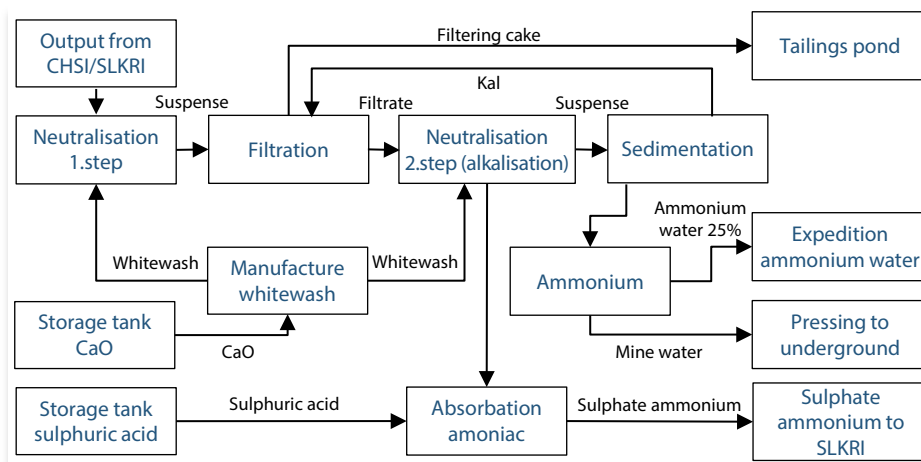 Output from
CHSI/SLKRI
Filtering cake
Tailings pond
Kal
Suspense
Filtrate
Suspense
Neutralisation
1.step
Filtration
Neutralisation
2.step (alkalisation)
Sedimentation
Ammonium
water 25%
Whitewash
Manufacture
whitewash
Whitewash
Ammonium
Expedition
ammonium water
Storage tank
CaO
CaO
Mine water
Pressing to
underground
Storage tank
sulphuric acid
Sulphuric acid
Absorbation
amoniac
Sulphate ammonium
Sulphate
ammonium to
SLKRI